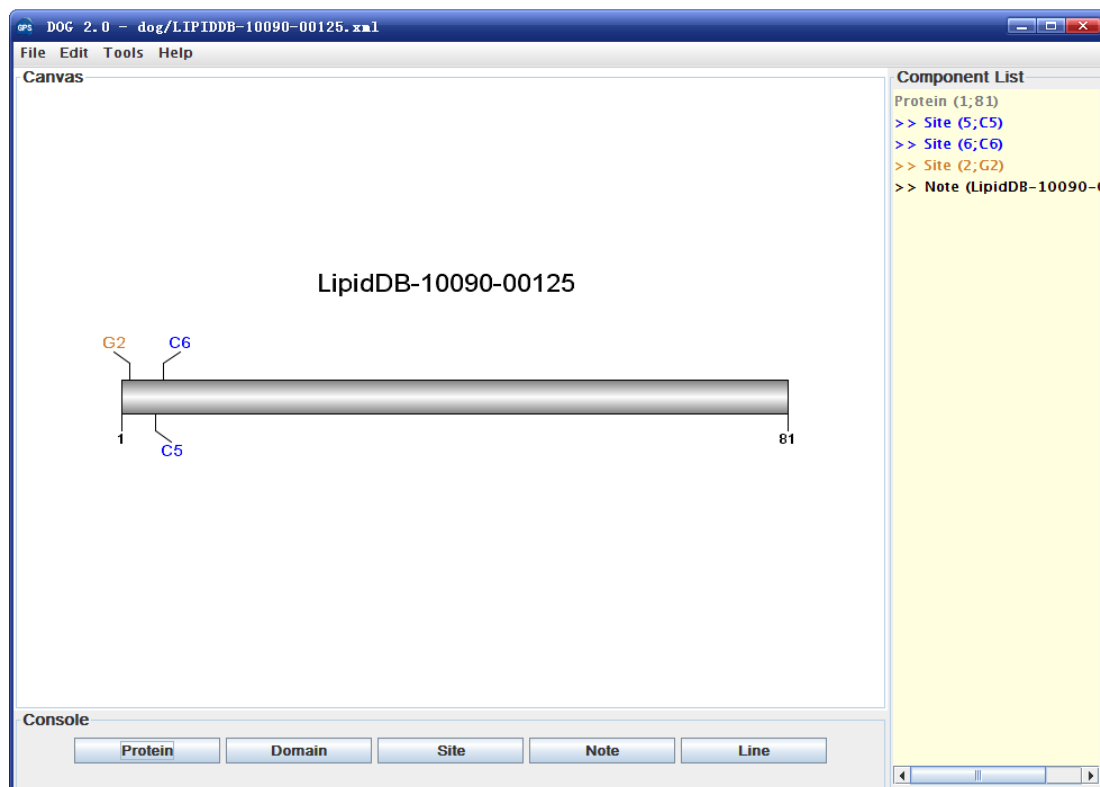 GPS DOG 2.0 - dog/LIPIDDB-10090-00125.xml
File Edit Tools Help
Canvas
LipidDB-10090-00125
G2 C6
1 C5 81
Component List
Protein (1;81)
>> Site (5;C5)
>> Site (6;C6)
>> Site (2;G2)
>> Note (LipidDB-10090-
Console
Protein Domain Site Note Line